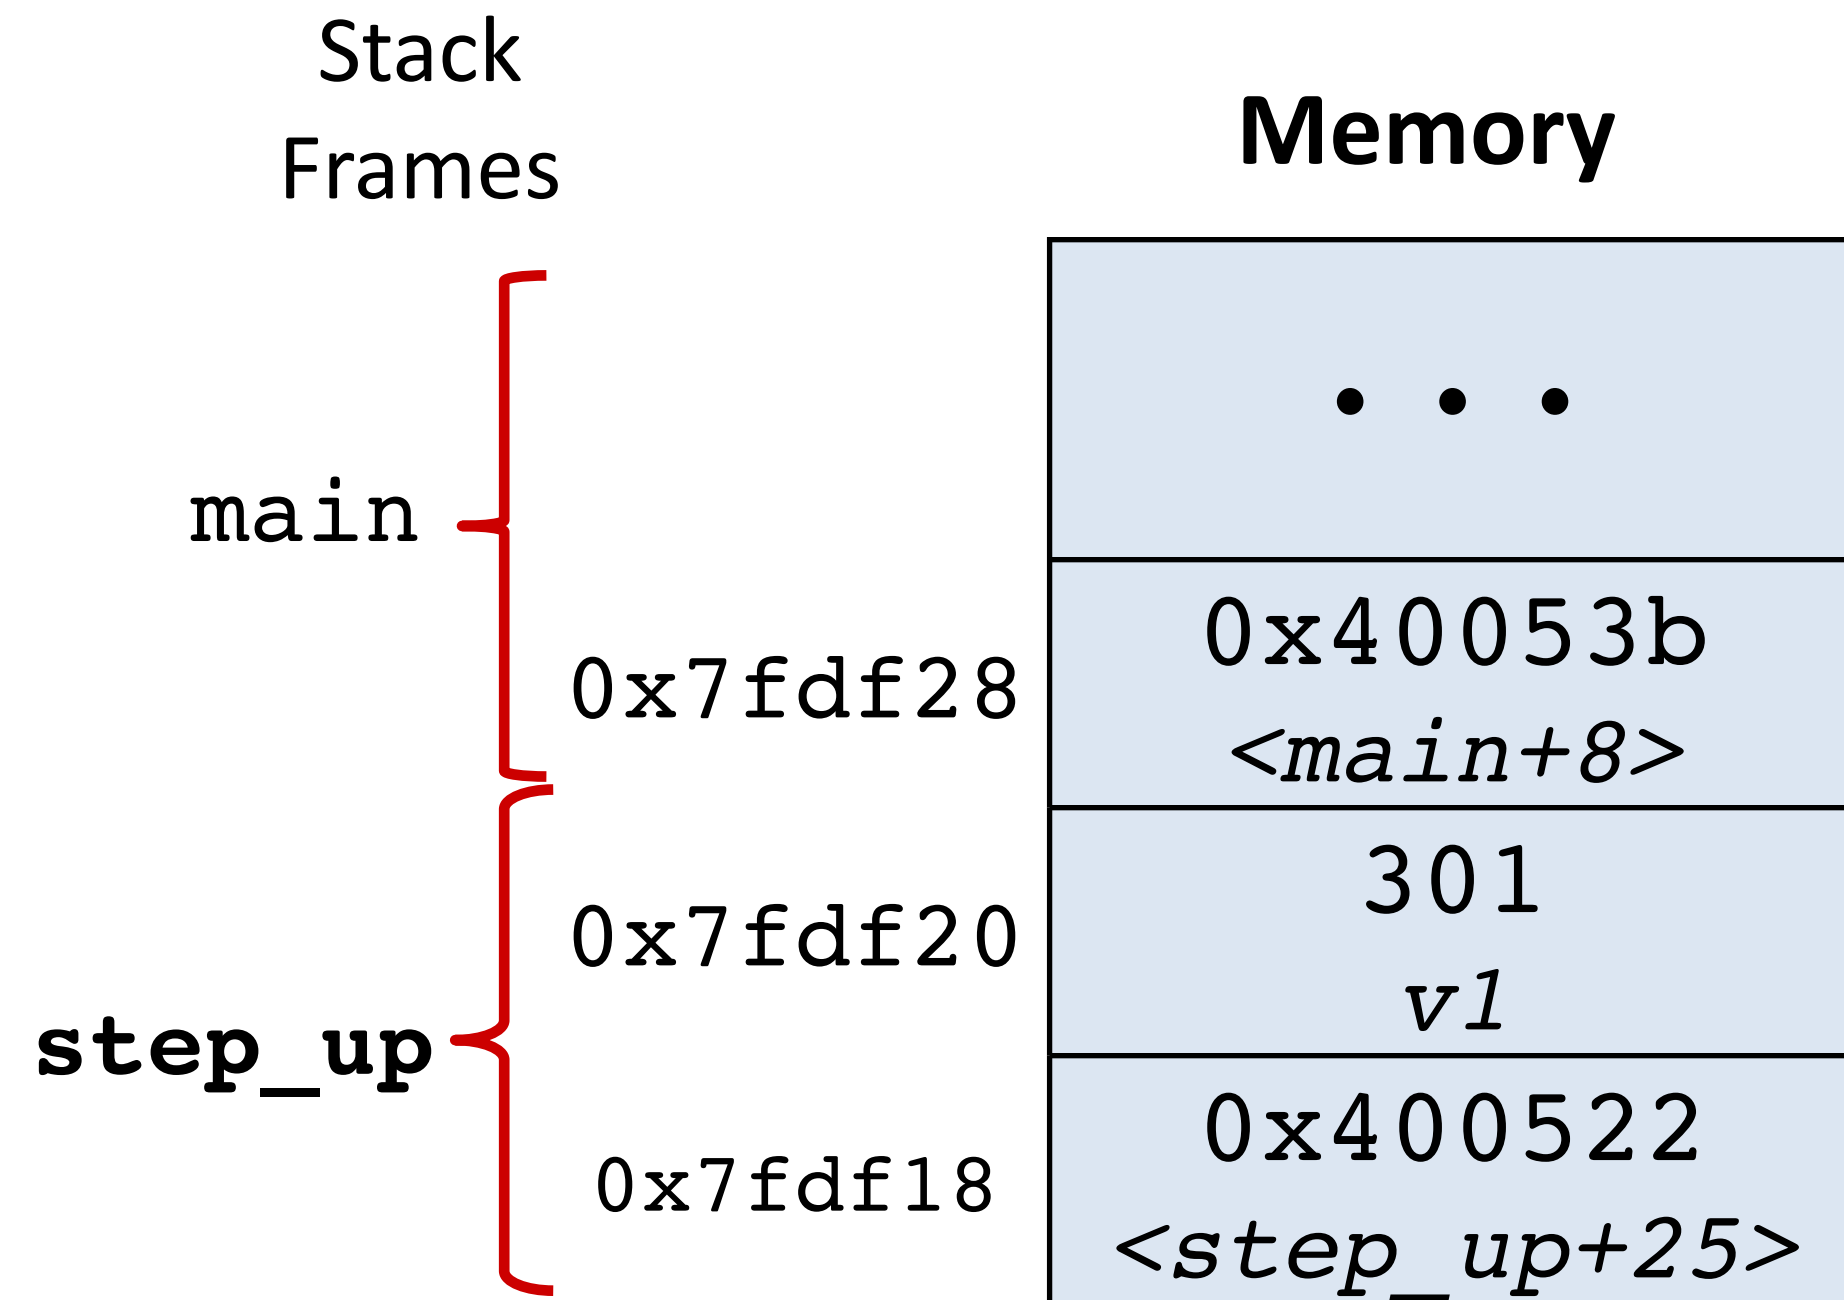 Stack
Frames
Memory
• • •
main
0x7fdf28
0x40053b
<main+8>
0x7fdf20
301
v1
step_up
0x7fdf18
0x400522
<step_up+25>